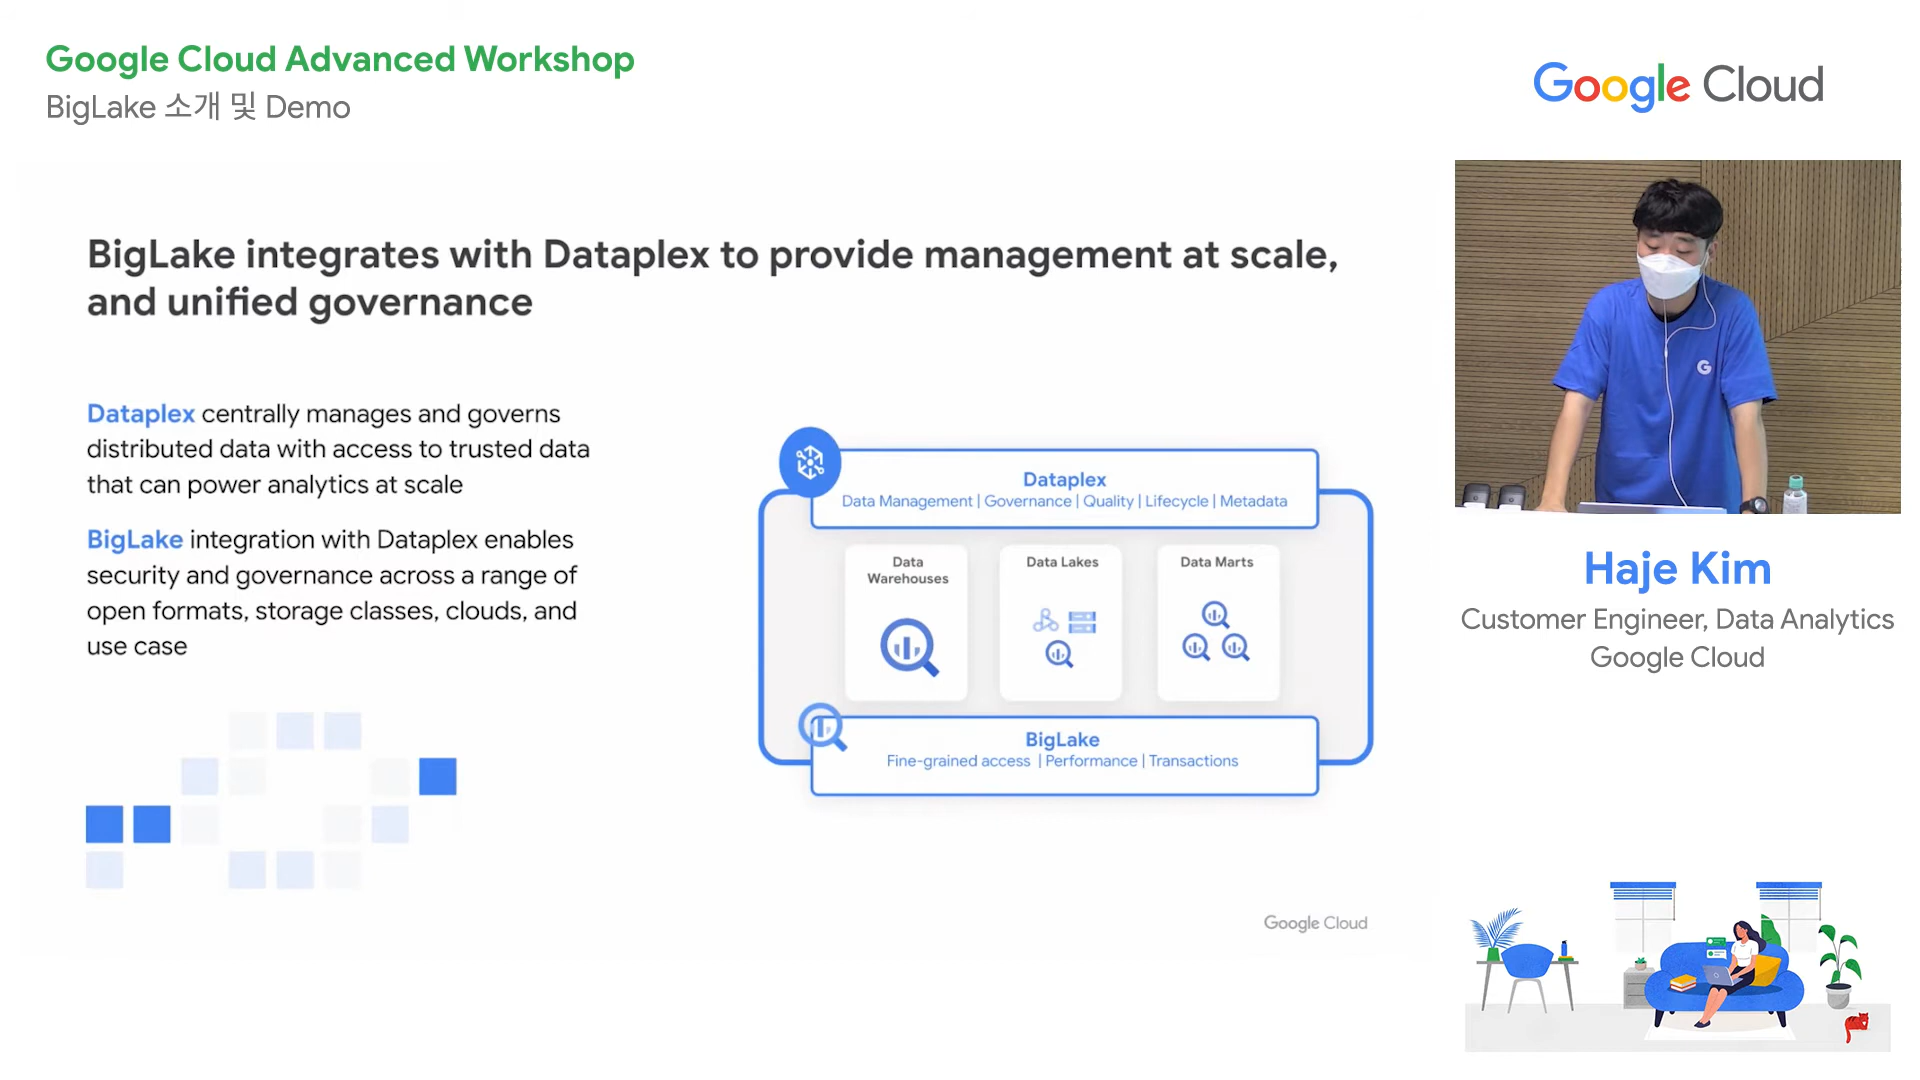 Google Cloud Advanced Workshop
BigLake 소개 및 Demo
Google Cloud
BigLake integrates with Dataplex to provide management at scale,
and unified governance
Dataplex centrally manages and governs
distributed data with access to trusted data
that can power analytics at scale
BigLake integration with Dataplex enables
security and governance across a range of
open formats, storage classes, clouds, and
use case
Dataplex
Data Management | Governance | Quality | Lifecycle | Metadata
Data
Warehouses
Data Lakes
Data Marts
BigLake
Fine-grained access | Performance | Transactions
Google Cloud
G
Haje Kim
Customer Engineer, Data Analytics
Google Cloud